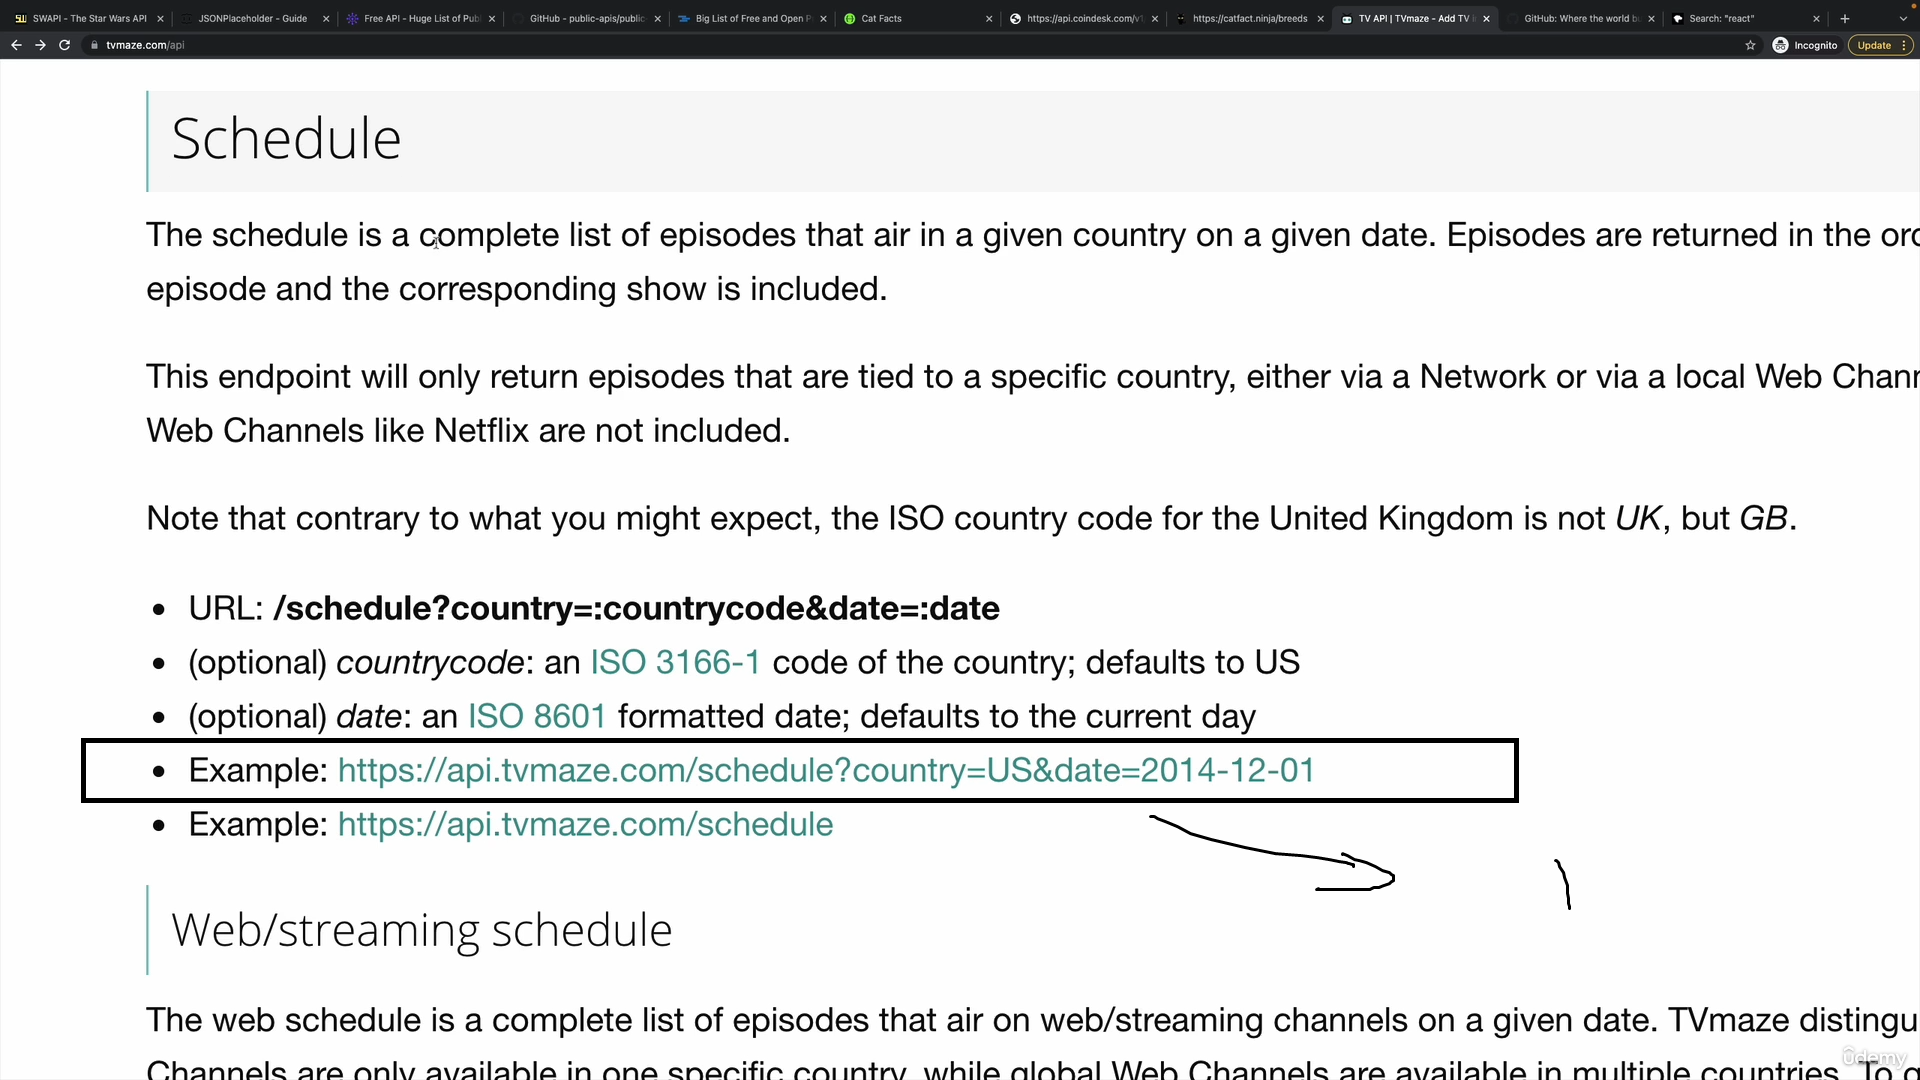 SWAPI - The Star Wars API
JSONPlaceholder - Guide
Free API - Huge List of Pub
GitHub - public-apis/public
Big List of Free and Open P
Cat Facts
https://api.coindesk.com/v1
https://catfact.ninja/breeds
TV API | TVmaze - Add TV
GitHub: Where the world bu
Search: "react"
tvmaze.com/api
Incognito
Update
Schedule
The schedule is a complete list of episodes that air in a given country on a given date. Episodes are returned in the
episode and the corresponding show is included.
This endpoint will only return episodes that are tied to a specific country, either via a Network or via a local Web Chann
Web Channels like Netflix are not included.
Note that contrary to what you might expect, the ISO country code for the United Kingdom is not UK, but GB.
• URL: /schedule?country=:countrycode&date=:date
• (optional) countrycode: an ISO 3166-1 code of the country; defaults to US
• (optional) date: an ISO 8601 formatted date; defaults to the current day
• Example: https://api.tvmaze.com/schedule?country=US&date=2014-12-01
• Example: https://api.tvmaze.com/schedule
Web/streaming schedule
The web schedule is a complete list of episodes that air on web/streaming channels on a given date. TVmaze distingu
Channels are only available in one specific country, while global Web Channels are available in multiple countries. To
ûdemy